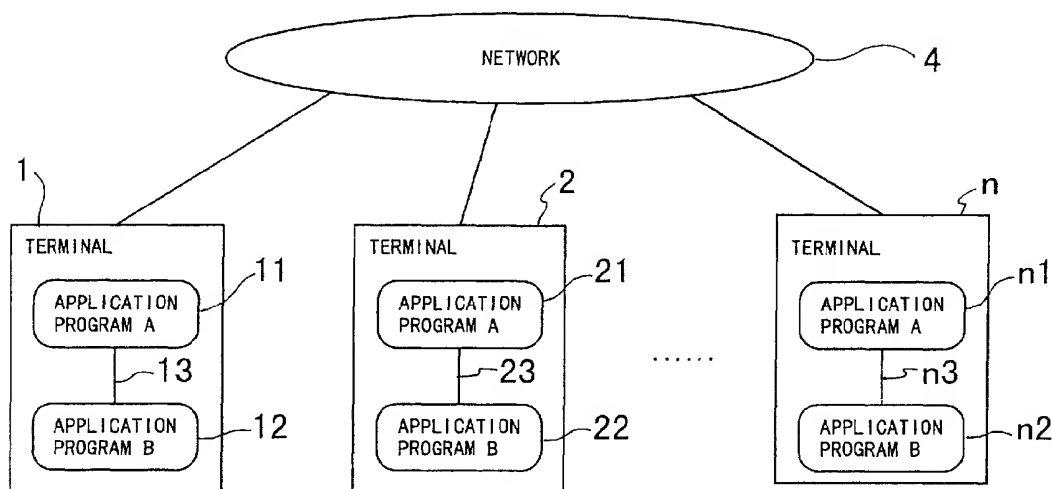 NETWORK
4
1
2
n
TERMINAL
TERMINAL
TERMINAL
11
21
n1
APPLICATION
PROGRAM A
APPLICATION
PROGRAM A
APPLICATION
PROGRAM A
13
23
......
n3
12
22
n2
APPLICATION
PROGRAM B
APPLICATION
PROGRAM B
APPLICATION
PROGRAM B